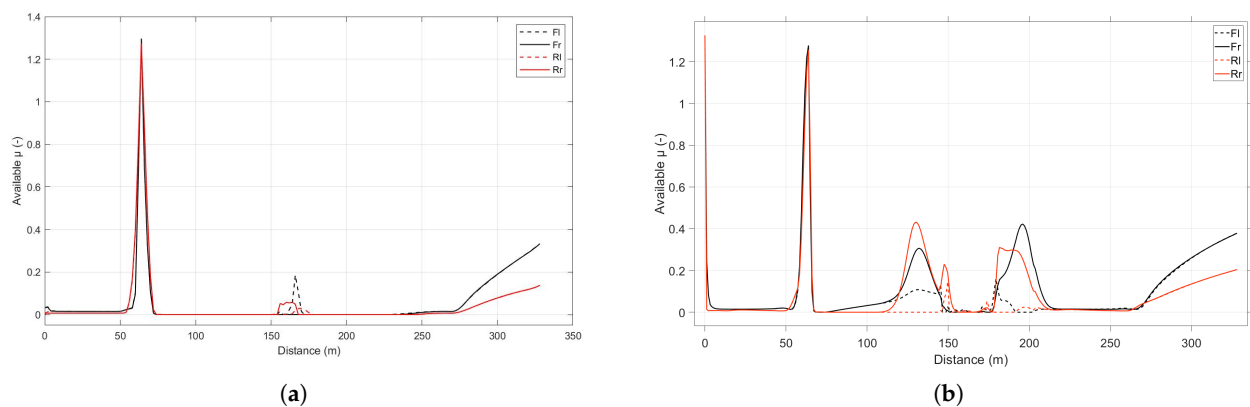 1.4
1.2
1
0.8
0.6
0.4
0.2
0
Available μ (-)
0 50 100 150 200 250 300 350
Distance (m)
Fl
Fr
Rl
Rr
(a)
1.2
1
0.8
0.6
0.4
0.2
0
Available μ (-)
0 50 100 150 200 250 300
Distance (m)
Fl
Fr
Rl
Rr
(b)